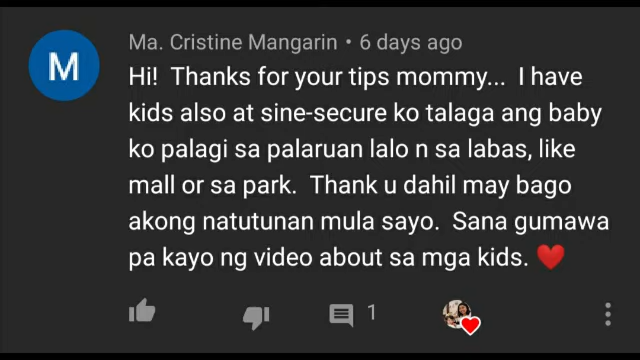 M
Ma. Cristine Mangarin • 6 days ago
Hi! Thanks for your tips mommy... I have
kids also at sine-secure ko talaga ang baby
ko palagi sa palaruan lalo n sa labas, like
mall or sa park. Thank u dahil may bago
akong natutunan mula sayo. Sana gumawa
pa kayo ng video about sa mga kids. ❤️
1